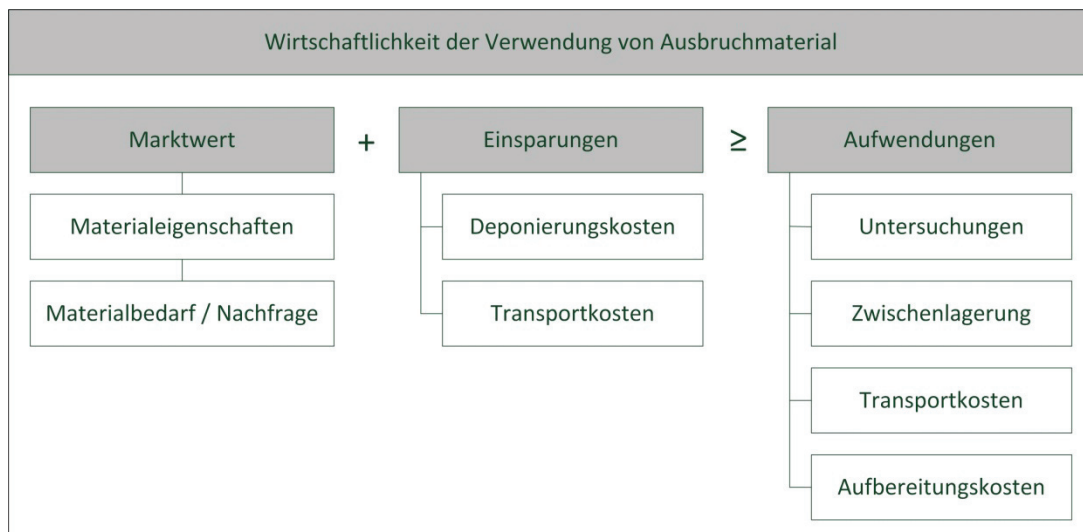 Wirtschaftlichkeit der Verwendung von Ausbruchmaterial
Marktwert + Einsparungen ≥ Aufwendungen
Materialeigenschaften
Materialbedarf / Nachfrage
Deponierungskosten
Transportkosten
Untersuchungen
Zwischenlagerung
Transportkosten
Aufbereitungskosten